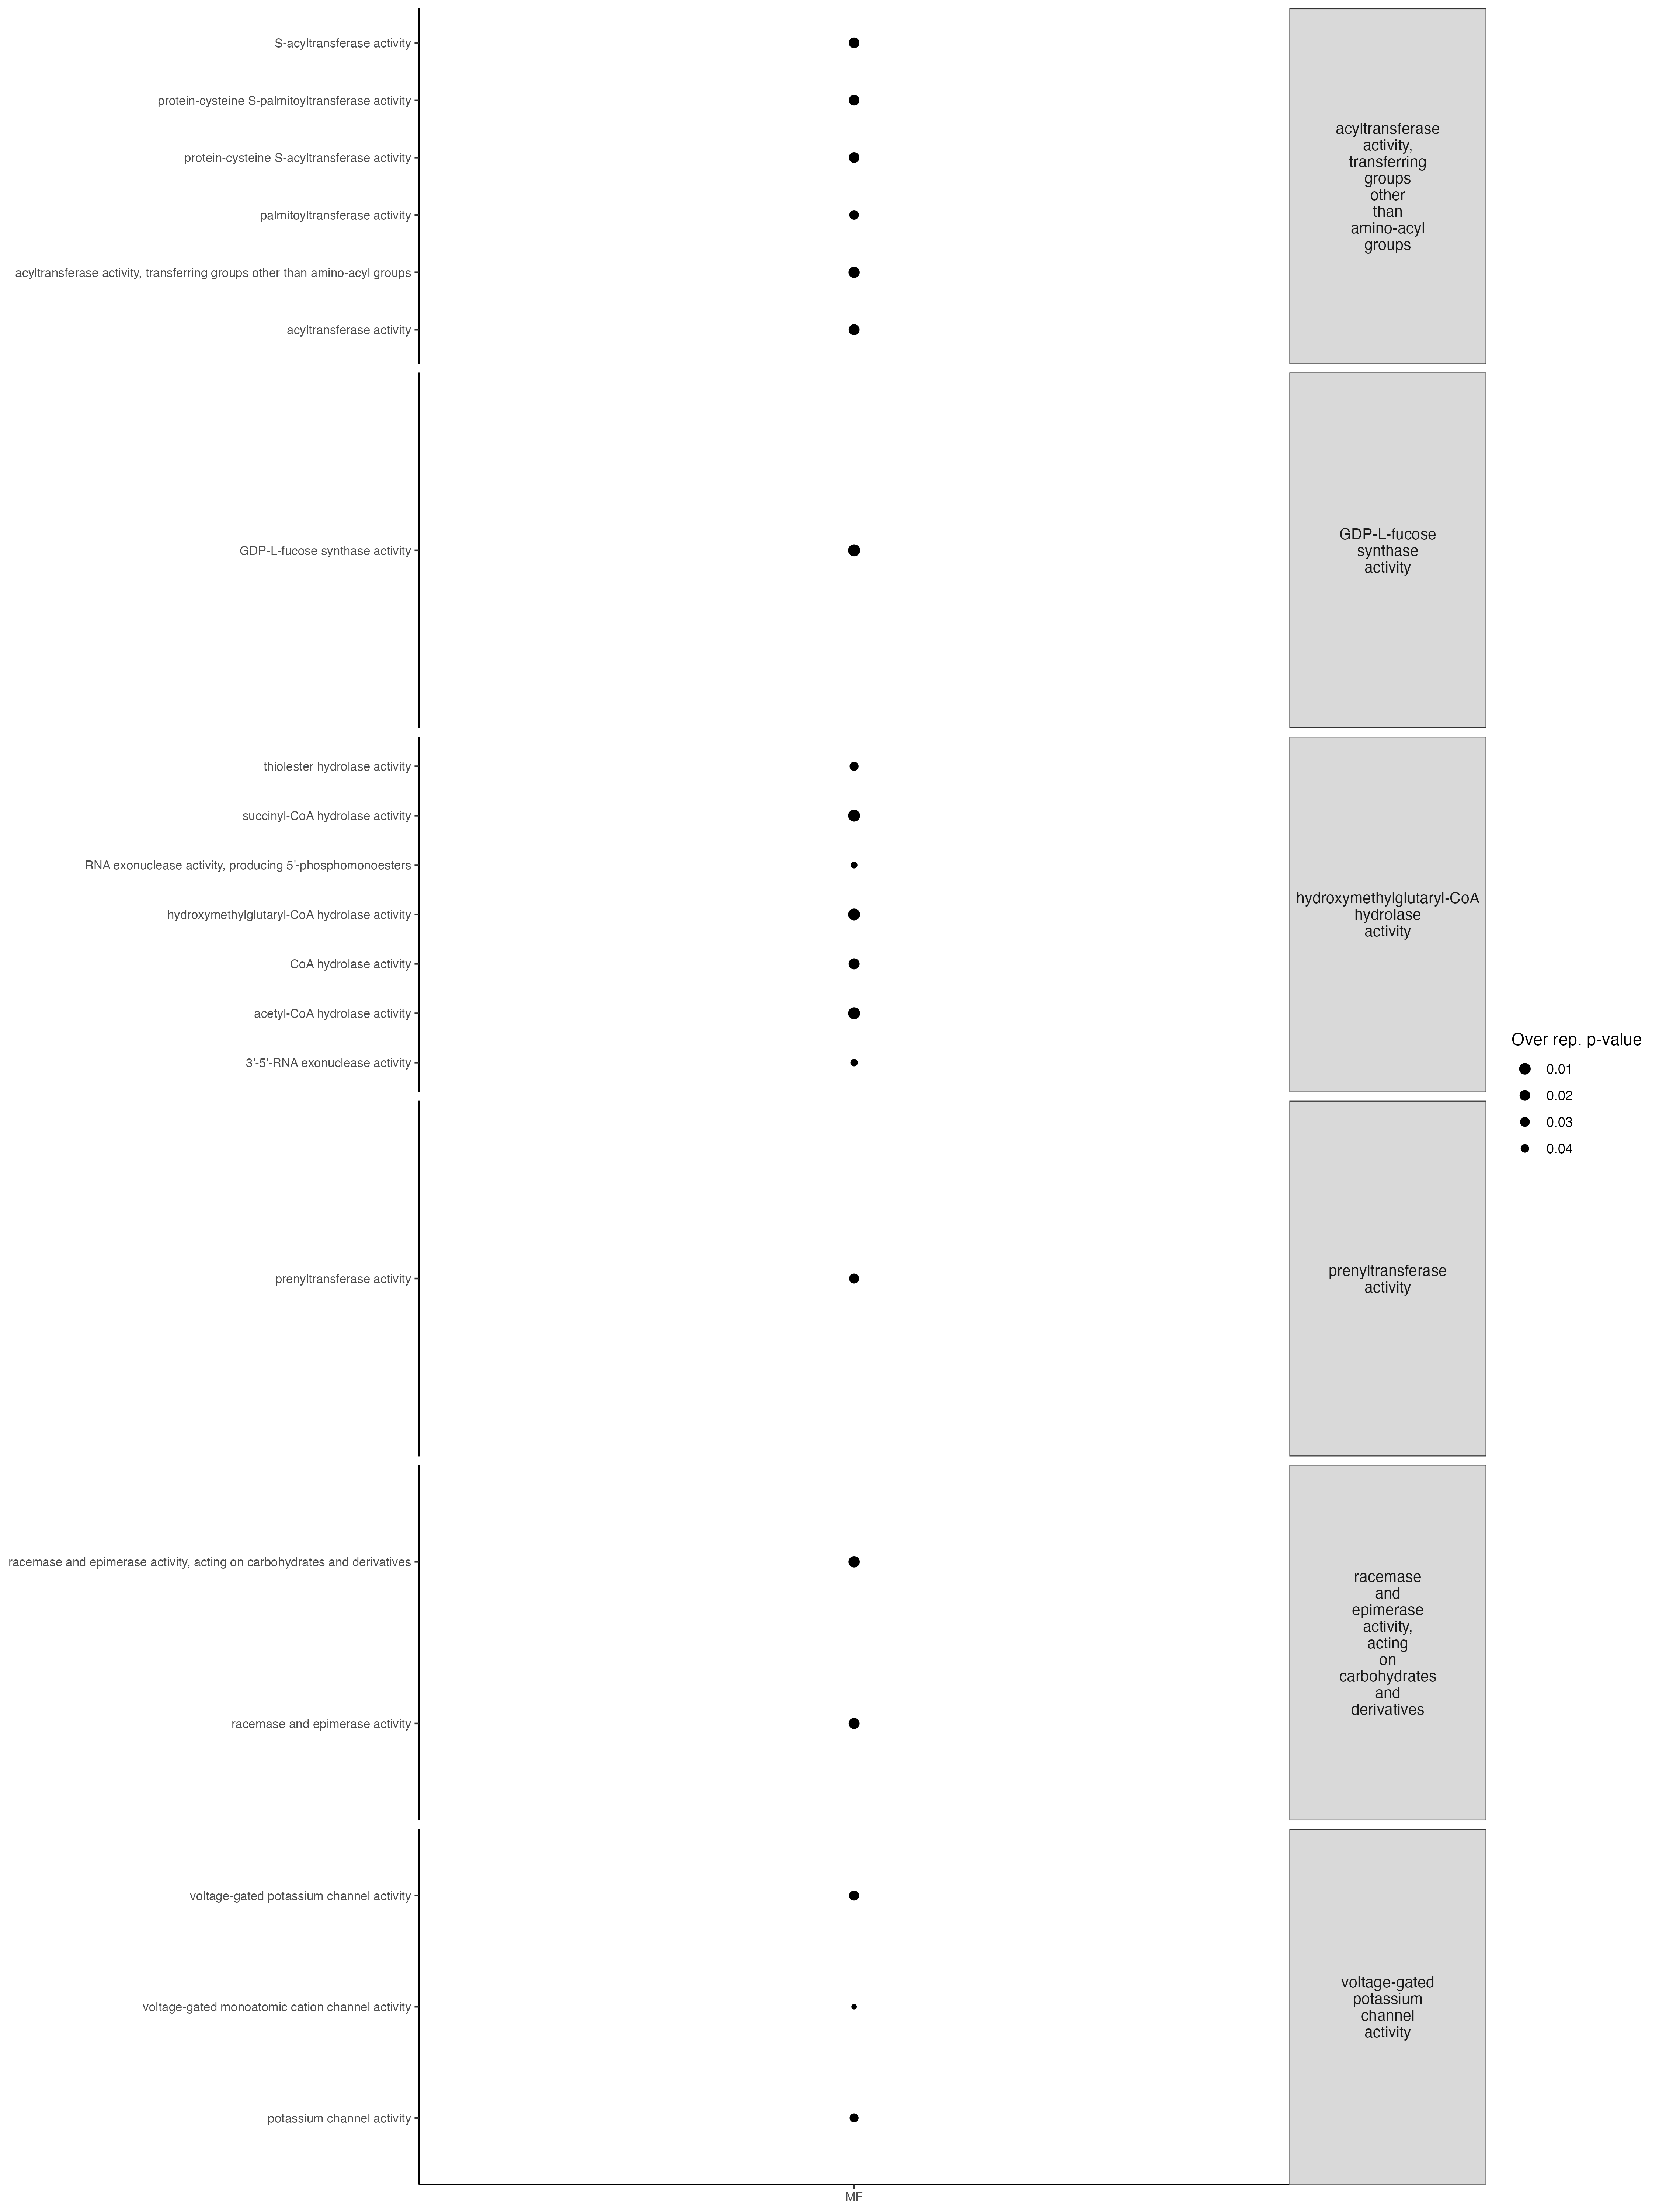 S-acyltransferase activity
protein-cysteine S-palmitoyltransferase activity
protein-cysteine S-acyltransferase activity
palmitoyltransferase activity
acyltransferase activity, transferring groups other than amino-acyl groups
acyltransferase activity
acyltransferase
activity,
transferring
groups
other
than
amino-acyl
groups
GDP-L-fucose synthase activity
GDP-L-fucose
synthase
activity
thiolester hydrolase activity
succinyl-CoA hydrolase activity
RNA exonuclease activity, producing 5'-phosphomonoesters
hydroxymethylglutaryl-CoA hydrolase activity
CoA hydrolase activity
acetyl-CoA hydrolase activity
3'-5'-RNA exonuclease activity
hydroxymethylglutaryl-CoA
hydrolase
activity
prenyltransferase activity
prenyltransferase
activity
racemase and epimerase activity, acting on carbohydrates and derivatives
racemase and epimerase activity
racemase
and
epimerase
activity,
acting
on
carbohydrates
and
derivatives
voltage-gated potassium channel activity
voltage-gated monoatomic cation channel activity
potassium channel activity
voltage-gated
potassium
channel
activity
MF
Over rep. p-value
0.01
0.02
0.03
0.04